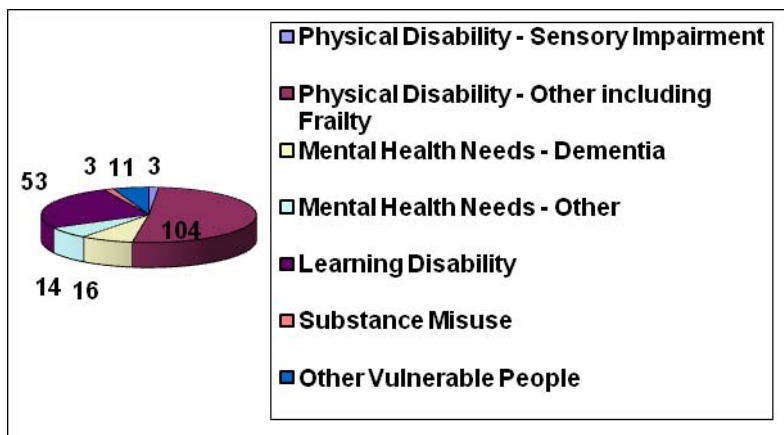 Physical Disability - Sensory Impairment
Physical Disability - Other including
Frailty
Mental Health Needs - Dementia
Mental Health Needs - Other
Learning Disability
Substance Misuse
Other Vulnerable People
53
3
11
3
104
14
16